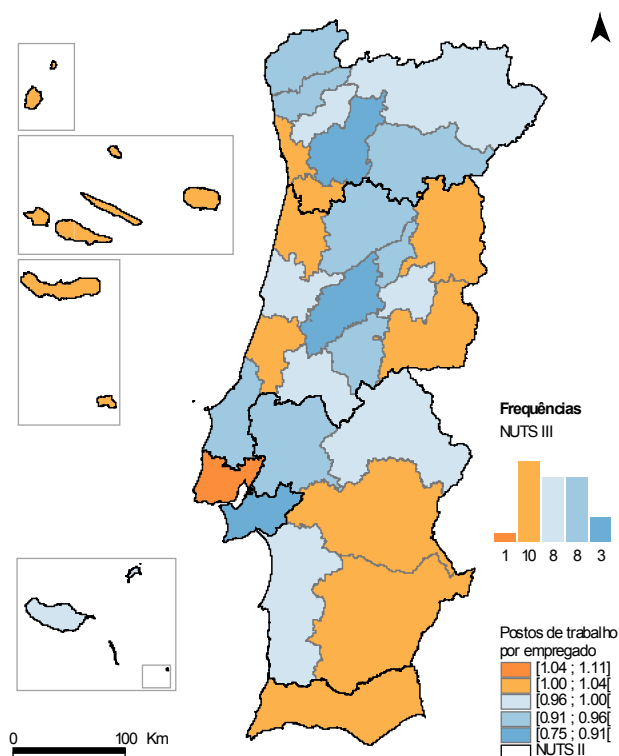 Frequências
NUTS III
1 10 8 8 3
Postos de trabalho
por empregado
[1.04 ; 1.11]
[1.00 ; 1.04[
[0.96 ; 1.00[
[0.91 ; 0.96[
[0.75 ; 0.91[
NUTS II
0 100 Km